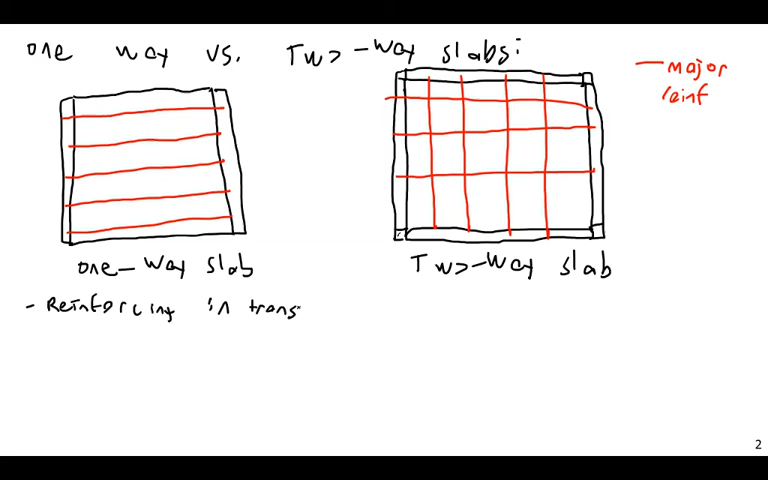 one way vs. Two-way slabs:
major
reinf
one-way slab
Two-way slab
- Reinforcing in trans
2